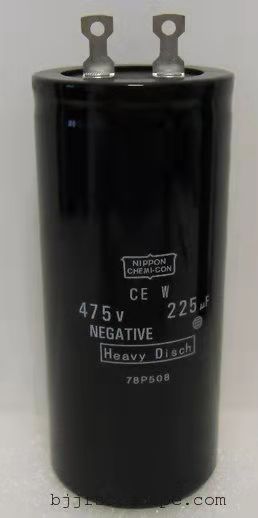 NIPPON
CHEMI-CON
CE W
475V 225μF
NEGATIVE
Heavy Disch
78P508